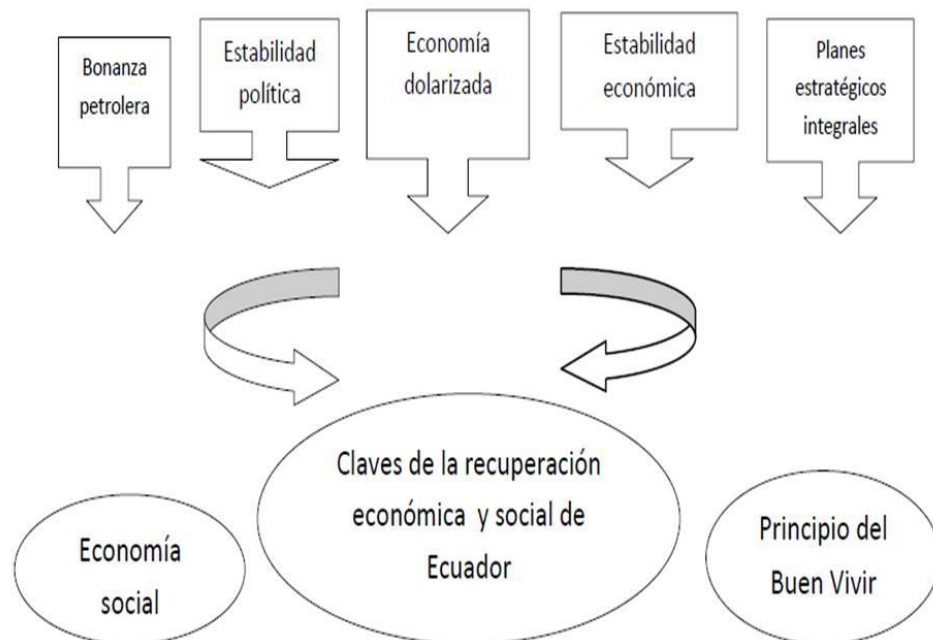 Bonanza
petrolera
Estabilidad
política
Economía
dolarizada
Estabilidad
económica
Planes
estratégicos
integrales
Claves de la recuperación
económica y social de
Ecuador
Economía
social
Principio del
Buen Vivir